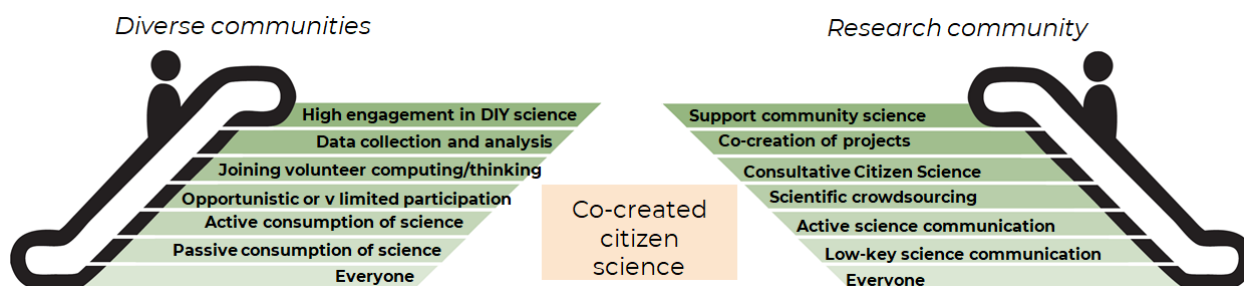 Diverse communities
High engagement in DIY science
Data collection and analysis
Joining volunteer computing/thinking
Opportunistic or v limited participation
Active consumption of science
Passive consumption of science
Everyone
Co-created
citizen
science
Research community
Support community science
Co-creation of projects
Consultative Citizen Science
Scientific crowdsourcing
Active science communication
Low-key science communication
Everyone